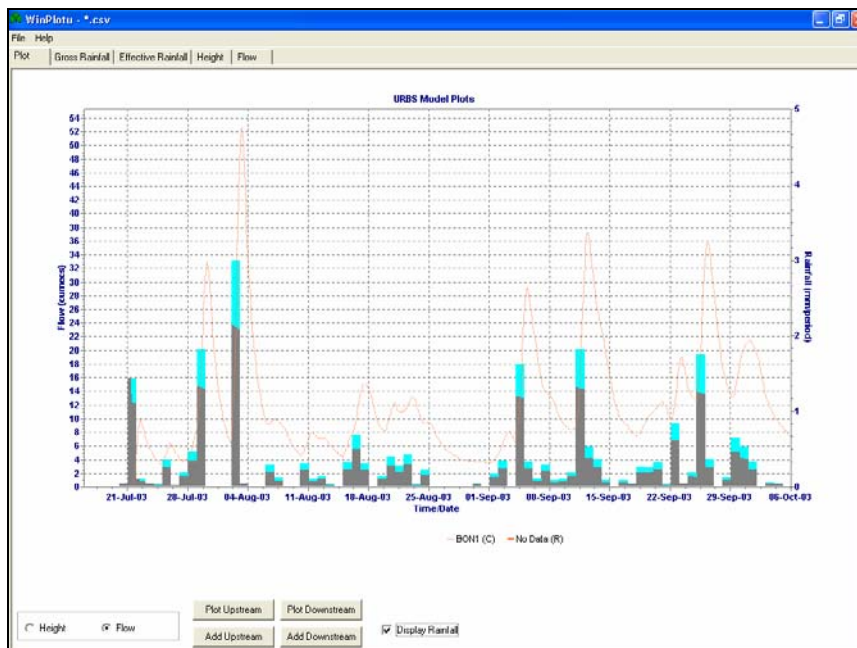 WinPlotu - *.csv
File Help
Plot Gross Rainfall Effective Rainfall Height Flow
URBS Model Plots
54
52
50
48
46
44
42
40
38
36
34
32
30
28
26
24
22
20
18
16
14
12
10
8
6
4
2
0
Flow (cumecs)
5
4
3
2
1
0
Rainfall (mm/period)
21-Jul-03 28-Jul-03 04-Aug-03 11-Aug-03 18-Aug-03 25-Aug-03 01-Sep-03 08-Sep-03 15-Sep-03 22-Sep-03 29-Sep-03 06-Oct-03
Time/Date
BON1 (C) No Data (R)
Height Flow
Plot Upstream Plot Downstream
Add Upstream Add Downstream
Display Rainfall